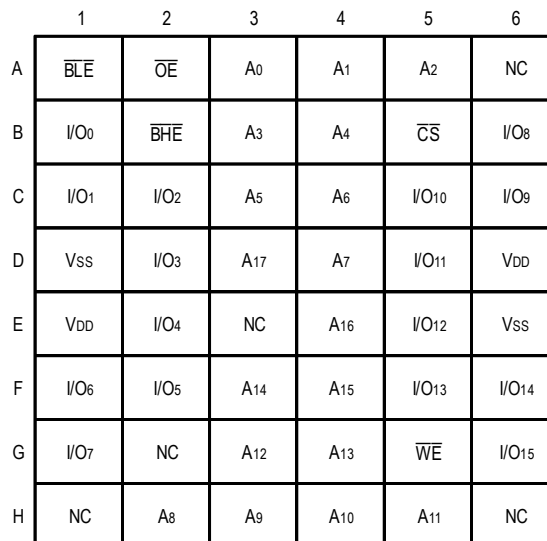 1 2 3 4 5 6
A BLE OE A0 A1 A2 NC
B I/O0 BHE A3 A4 CS I/O8
C I/O1 I/O2 A5 A6 I/O10 I/O9
D VSS I/O3 A17 A7 I/O11 VDD
E VDD I/O4 NC A16 I/O12 VSS
F I/O6 I/O5 A14 A15 I/O13 I/O14
G I/O7 NC A12 A13 WE I/O15
H NC A8 A9 A10 A11 NC